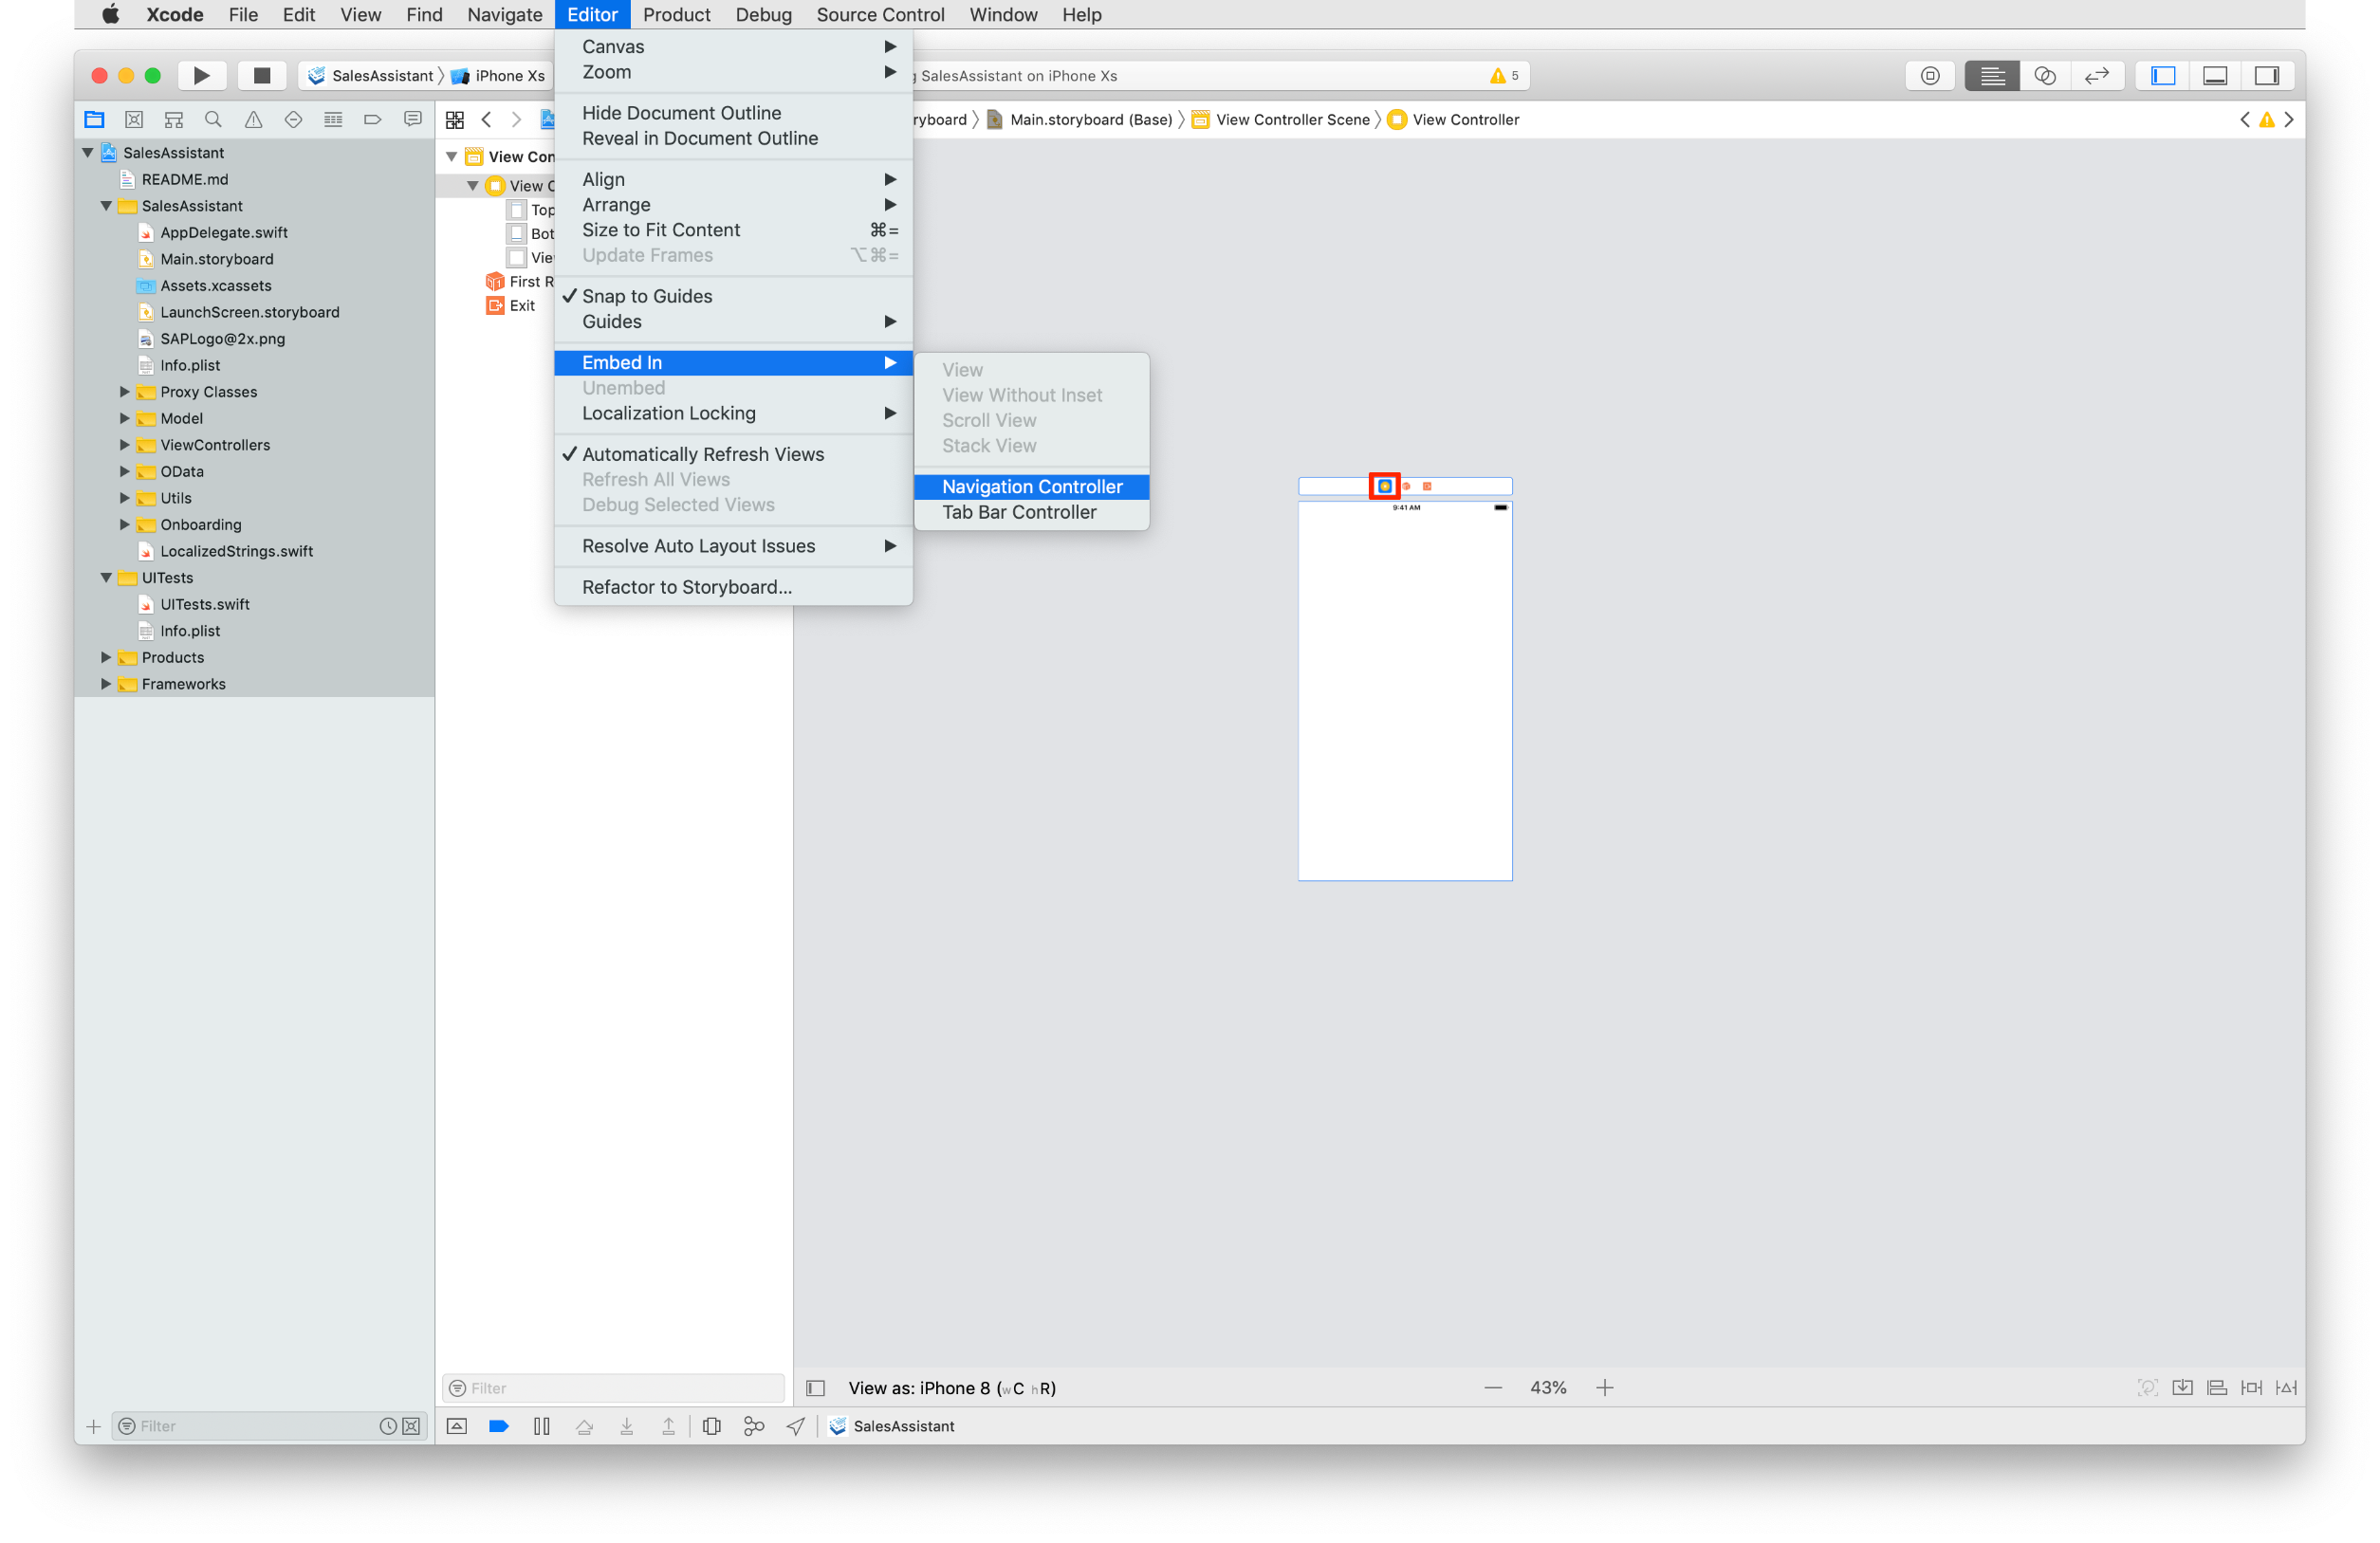 Xcode File Edit View Find Navigate Editor Product Debug Source Control Window Help
SalesAssistant iPhone Xs
SalesAssistant on iPhone Xs 5
ryboard Main.storyboard (Base) View Controller Scene View Controller
SalesAssistant
README.md
SalesAssistant
AppDelegate.swift
Main.storyboard
Assets.xcassets
LaunchScreen.storyboard
SAPLogo@2x.png
Info.plist
Proxy Classes
Model
ViewControllers
OData
Utils
Onboarding
LocalizedStrings.swift
UITests
UITests.swift
Info.plist
Products
Frameworks
View Con
View C
Top
Bot
Vie
First R
Exit
Canvas
Zoom
Hide Document Outline
Reveal in Document Outline
Align
Arrange
Size to Fit Content ⌘=
Update Frames ⌥⌘=
✓ Snap to Guides
Guides
Embed In
Unembed
Localization Locking
✓ Automatically Refresh Views
Refresh All Views
Debug Selected Views
Resolve Auto Layout Issues
Refactor to Storyboard...
View
View Without Inset
Scroll View
Stack View
Navigation Controller
Tab Bar Controller
9:41 AM
Filter
View as: iPhone 8 (wC hR)
43%
Filter
SalesAssistant